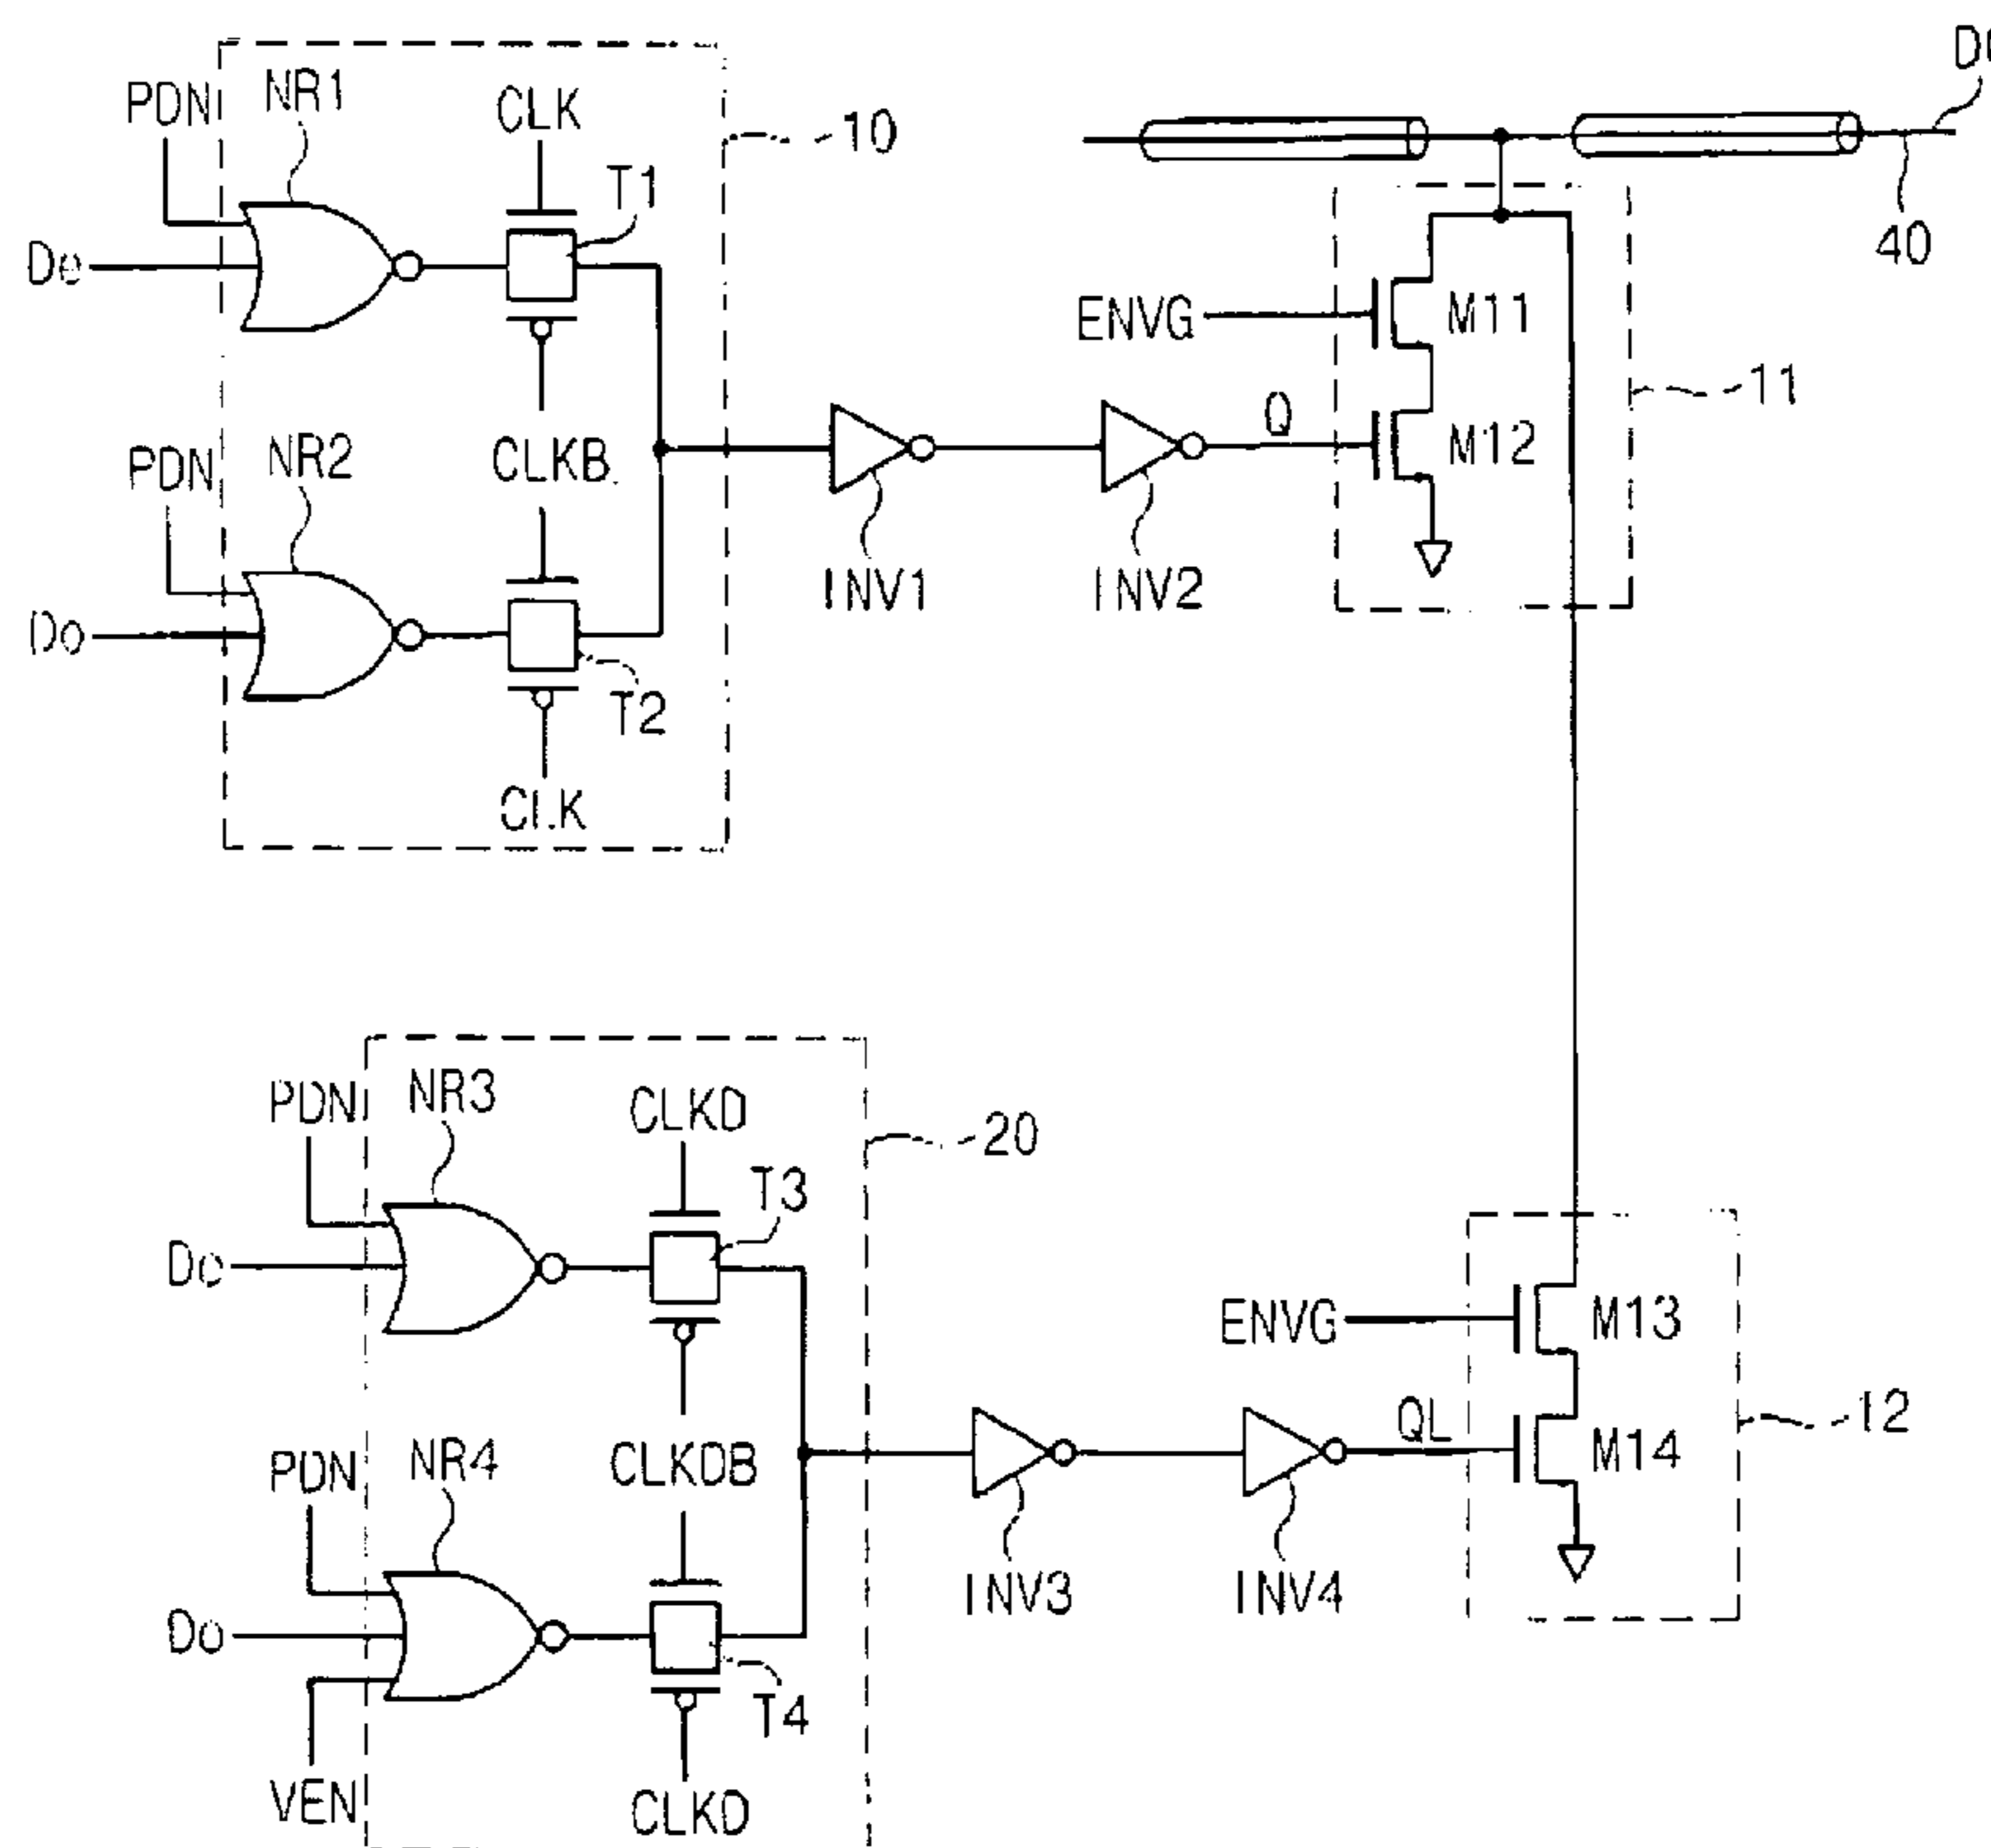 PDN
NR1
CLK
T1
10
De
40
ENVG
M11
11
PDN
NR2
CLKB
Q
M12
INV1
INV2
Do
T2
CLK
PDN
NR3
CLKD
20
T3
De
ENVG
M13
12
PDN
NR4
CLKDB
QL
M14
INV3
INV4
Do
T4
VEN
CLKD